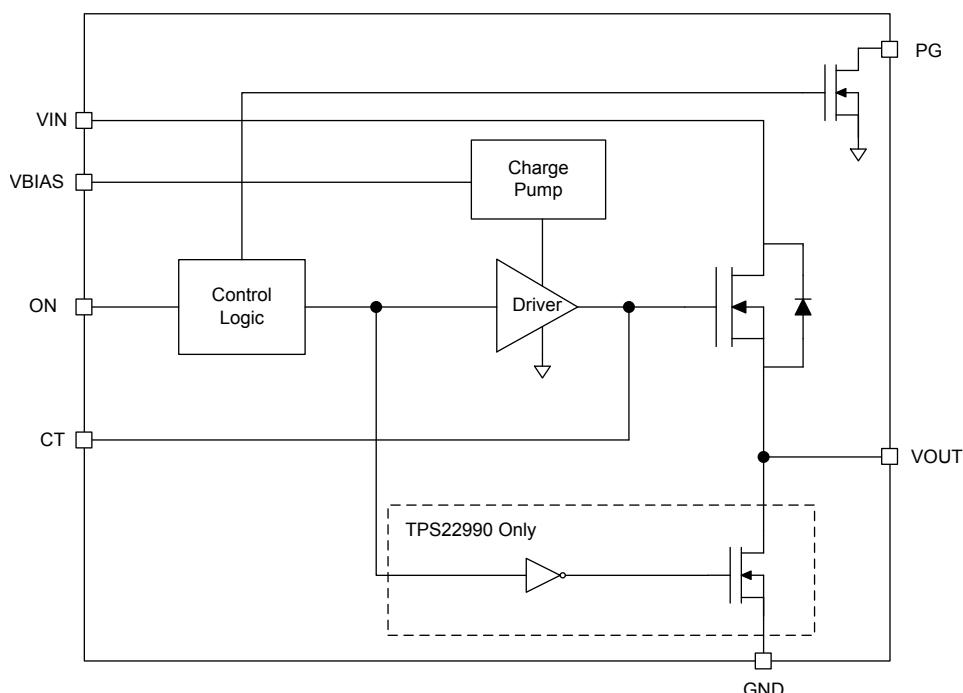 PG
VIN
Charge
Pump
VBIAS
Control
Logic
ON
Driver
CT
VOUT
TPS22990 Only
GND